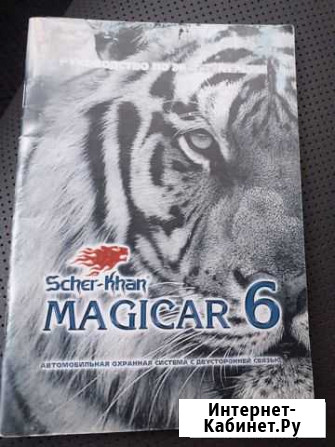 РУКОВОДСТВО ПО
Scher-Khan
MAGICAR 6
АВТОМОБИЛЬНАЯ ОХРАННАЯ СИСТЕМА С ДВУСТОРОННЕЙ СВЯЗЬЮ
Интернет-
Кабинет.Ру